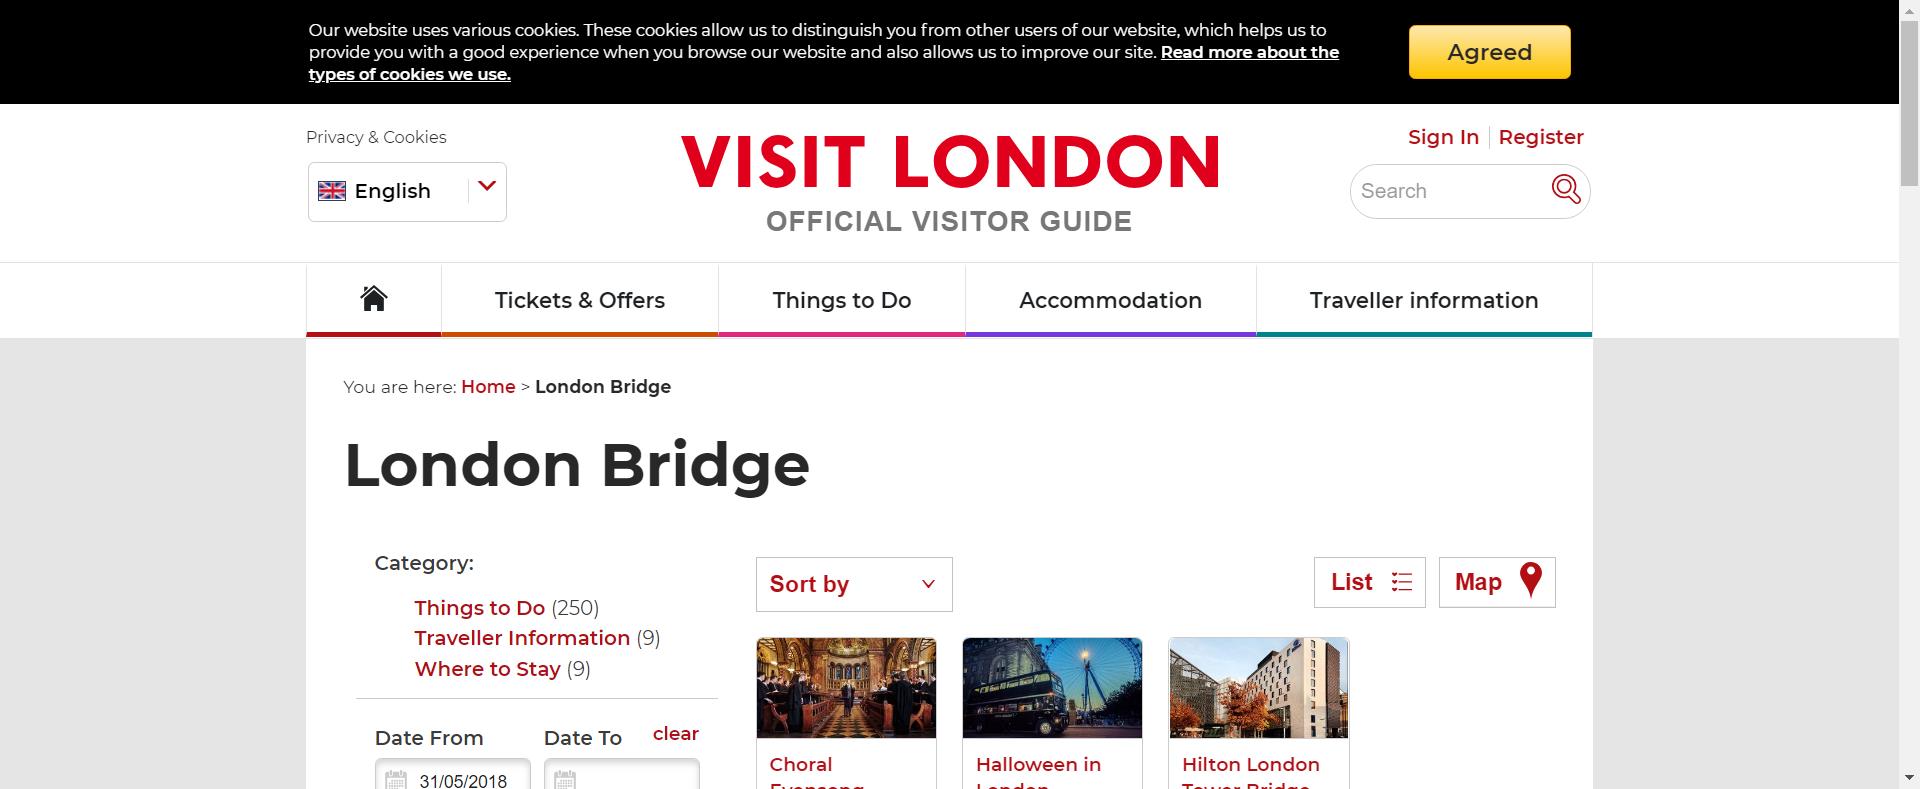 Our website uses various cookies. These cookies allow us to distinguish you from other users of our website, which helps us to
provide you with a good experience when you browse our website and also allows us to improve our site. Read more about the
types of cookies we use.
Agreed
Privacy & Cookies
English
VISIT LONDON
OFFICIAL VISITOR GUIDE
Sign In
Register
Search
Tickets & Offers
Things to Do
Accommodation
Traveller information
You are here: Home > London Bridge
London Bridge
Category:
Things to Do (250)
Traveller Information (9)
Where to Stay (9)
Date From
Date To
clear
31/05/2018
Sort by
List
Map
Choral
Evensong
Halloween in
London
Hilton London
Tower Bridge